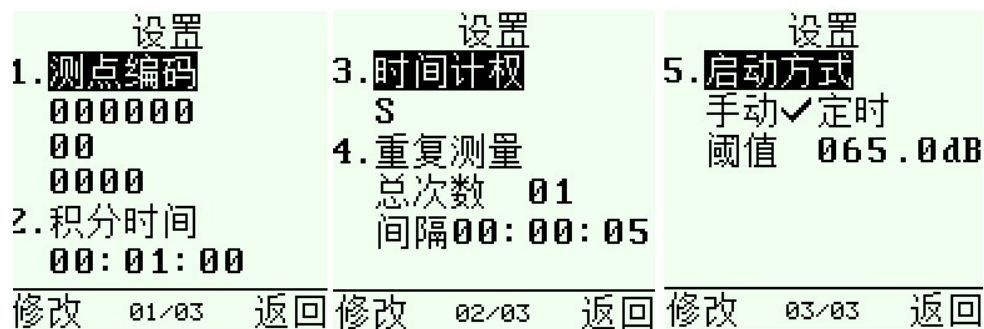 设置
1.测点编码
000000
00
0000
2.积分时间
00:01:00
修改 01/03 返回
设置
3.时间计权
S
4.重复测量
总次数 01
间隔00:00:05
修改 02/03 返回
设置
5.启动方式
手动✓定时
阈值 065.0dB
修改 03/03 返回